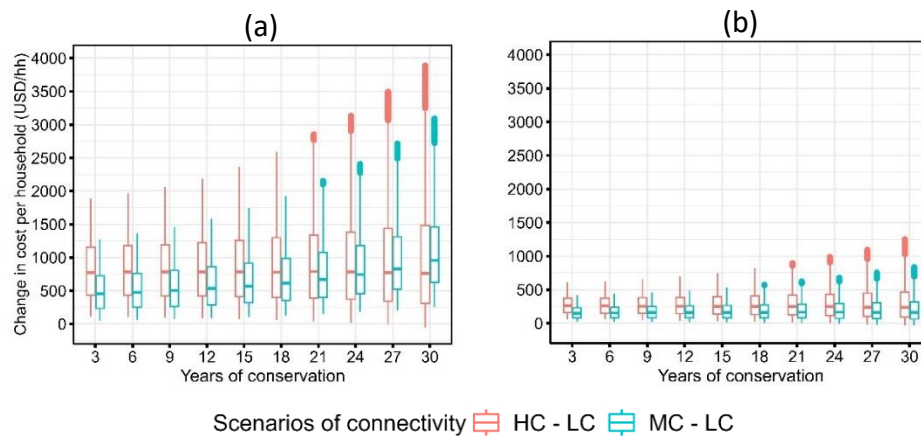 (a)
(b)
Change in cost per household (USD/hh)
4000
3500
3000
2500
2000
1500
1000
500
0
3 6 9 12 15 18 21 24 27 30
Years of conservation
4000
3500
3000
2500
2000
1500
1000
500
0
3 6 9 12 15 18 21 24 27 30
Years of conservation
Scenarios of connectivity HC - LC MC - LC